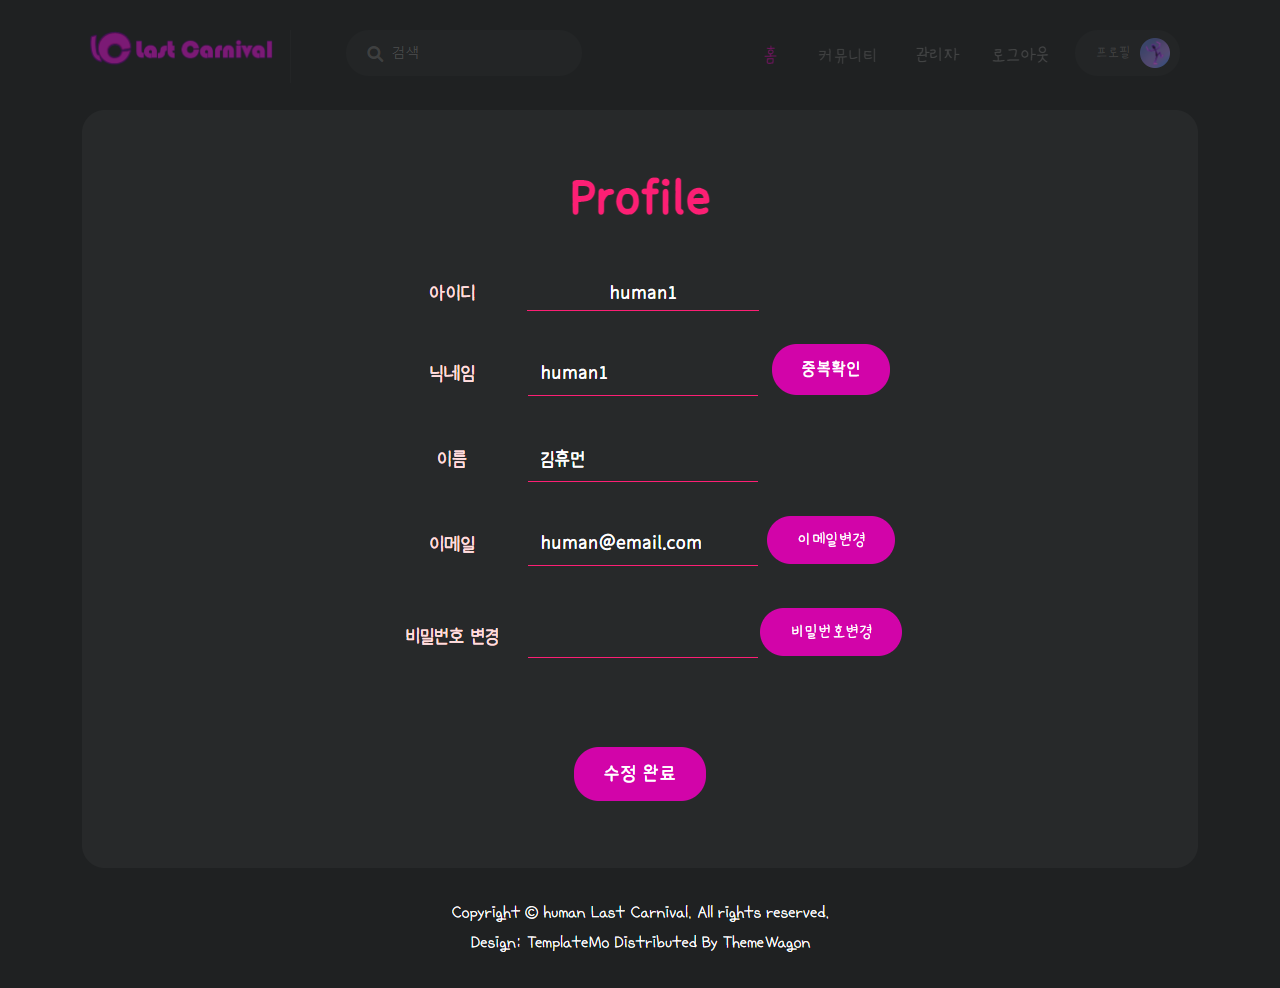 Last Carnival
검색
홈 커뮤니티 관리자 로그아웃 프로필
Profile
아이디 human1
닉네임 human1 중복확인
이름 김휴먼
이메일 human@email.com 이메일변경
비밀번호 변경 비밀번호변경
수정 완료
Copyright © human Last Carnival. All rights reserved.
Design: TemplateMo Distributed By ThemeWagon